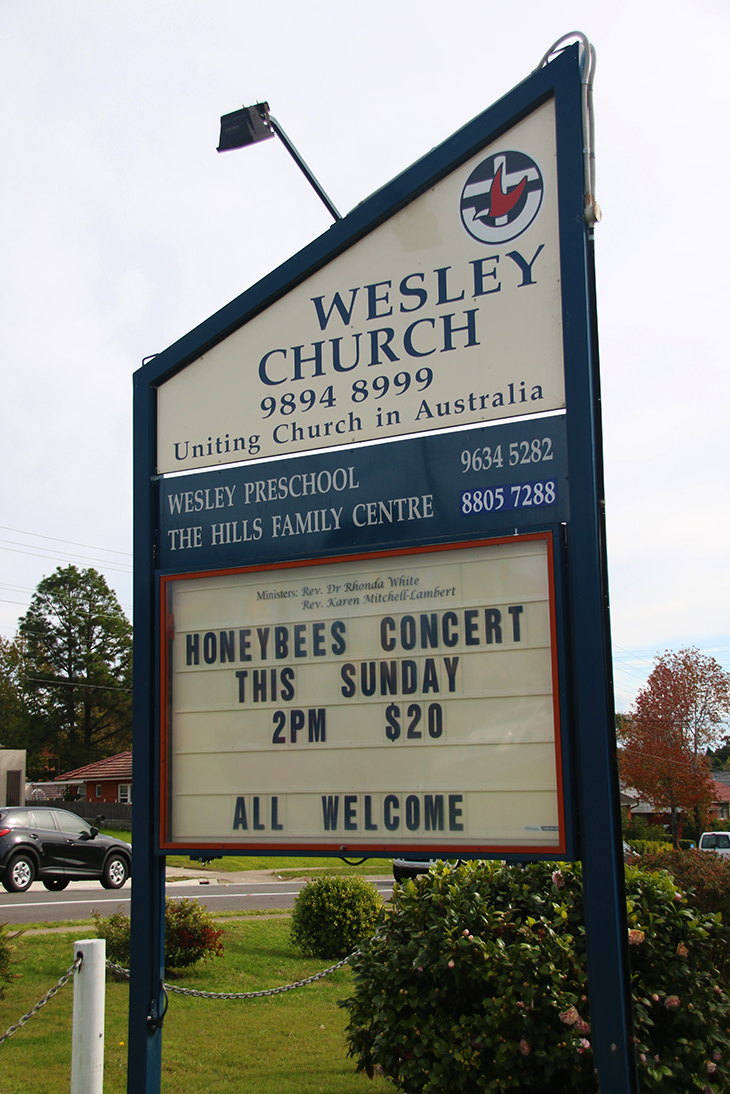 WESLEY
CHURCH
9894 8999
Uniting Church in Australia
WESLEY PRESCHOOL 9634 5282
THE HILLS FAMILY CENTRE 8805 7288
Ministers: Rev. Dr Rhonda White
Rev. Karen Mitchell-Lambert
HONEYBEES CONCERT
THIS SUNDAY
2PM $20
ALL WELCOME